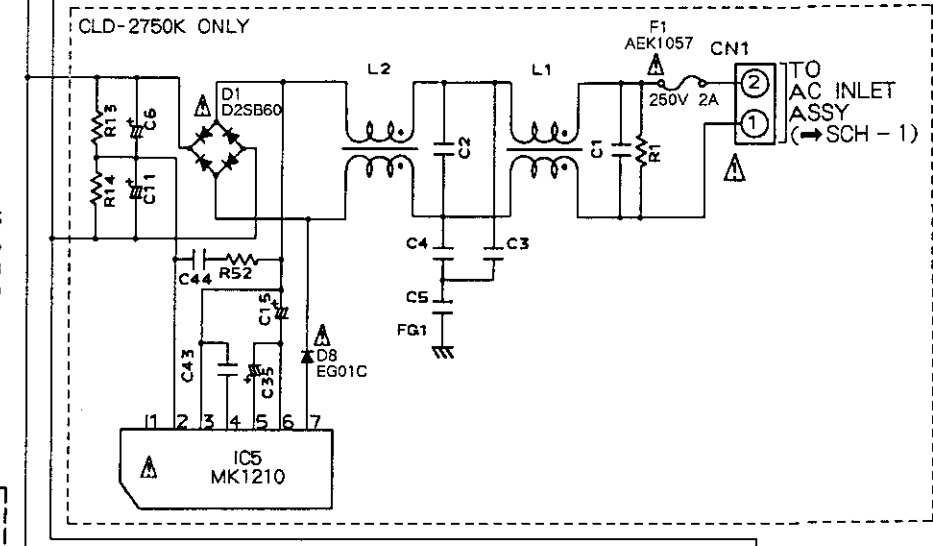 CLD-2750K ONLY
F1
AEK1057
CN1
L2
L1
D1
D2SB60
250V 2A
2
1
TO
AC INLET
ASSY
(➡SCH - 1)
R13
C6
C2
C1
R1
R14
C11
C4
C3
C44
R52
C5
C15
FG1
D8
EG01C
C43
C35
1 2 3 4 5 6 7
IC5
MK1210